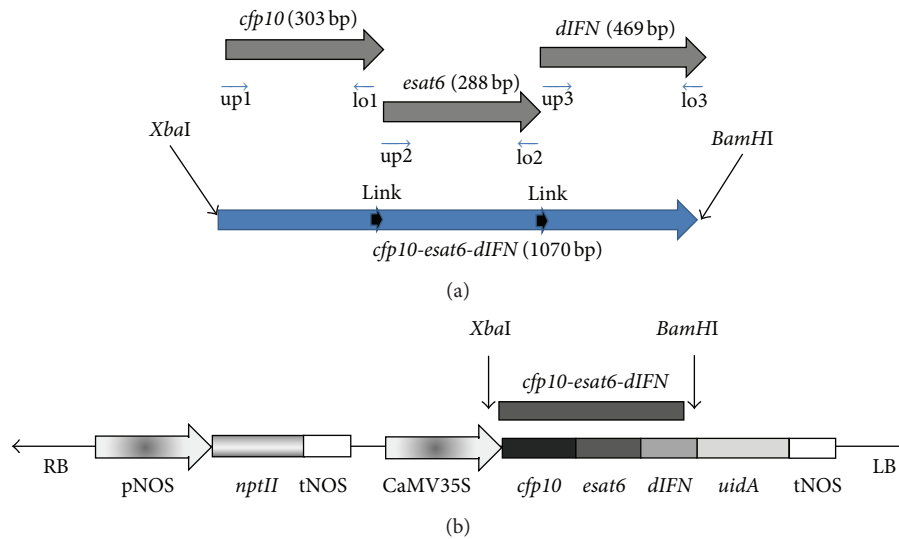 cfp10 (303 bp)
dIFN (469 bp)
up1
lo1
esat6 (288 bp)
up3
lo3
XbaI
up2
lo2
BamHI
Link
Link
cfp10-esat6-dIFN (1070 bp)
(a)
XbaI
BamHI
cfp10-esat6-dIFN
RB
LB
pNOS
nptII
tNOS
CaMV35S
cfp10
esat6
dIFN
uidA
tNOS
(b)